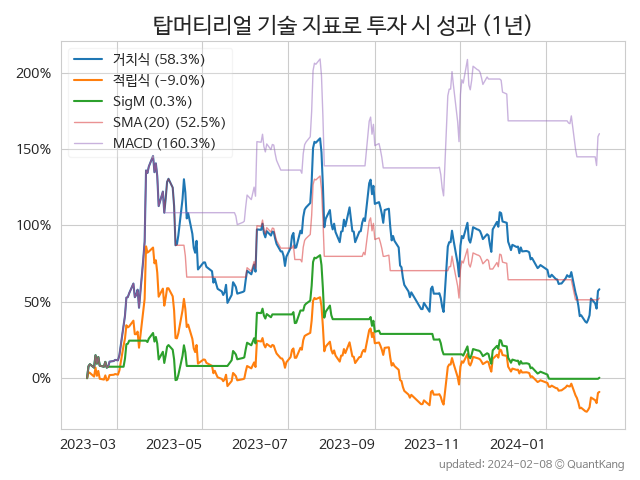 탑머티리얼 기술 지표로 투자 시 성과 (1년)
거치식 (58.3%)
적립식 (−9.0%)
SigM (0.3%)
SMA(20) (52.5%)
MACD (160.3%)
200%
150%
100%
50%
0%
2023-03 2023-05 2023-07 2023-09 2023-11 2024-01
updated: 2024-02-08 ⓒ QuantKang